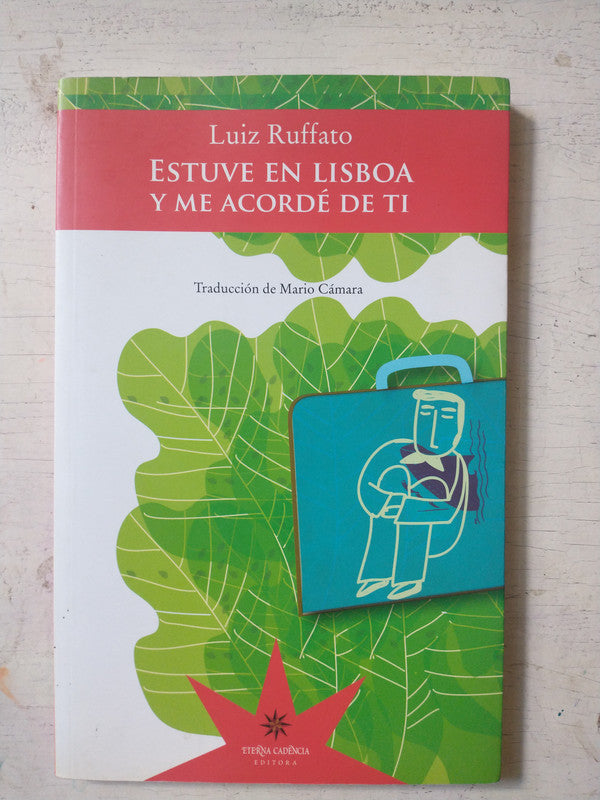 Luiz Ruffato
ESTUVE EN LISBOA
Y ME ACORDÉ DE TI
Traducción de Mario Cámara
ETERNA CADENCIA
EDITORA